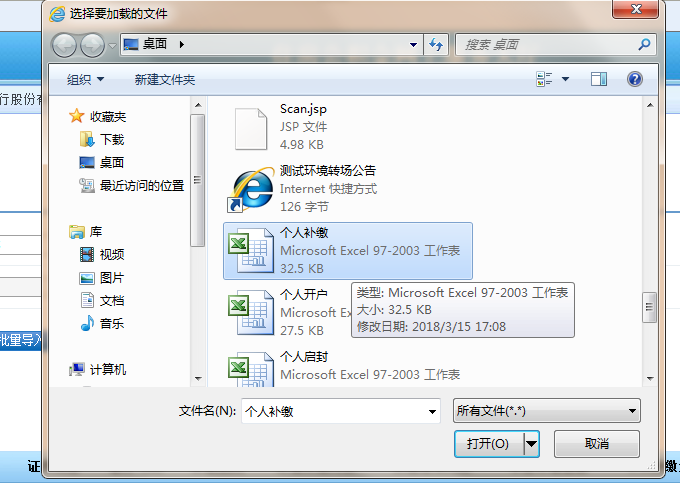 选择要加载的文件
桌面
搜索 桌面
组织
新建文件夹
行股份有
收藏夹
下载
桌面
最近访问的位置
库
视频
图片
文档
音乐
计算机
Scan.jsp
JSP 文件
4.98 KB
测试环境转场公告
Internet 快捷方式
126 字节
个人补缴
Microsoft Excel 97-2003 工作表
32.5 KB
个人开户
Microsoft Ex
27.5 KB
类型: Microsoft Excel 97-2003 工作表
大小: 32.5 KB
修改日期: 2018/3/15 17:08
个人启封
Microsoft Excel 97-2003 工作表
批量导入
文件名(N):
个人补缴
所有文件(*.*)
打开(O)
取消
证
缴